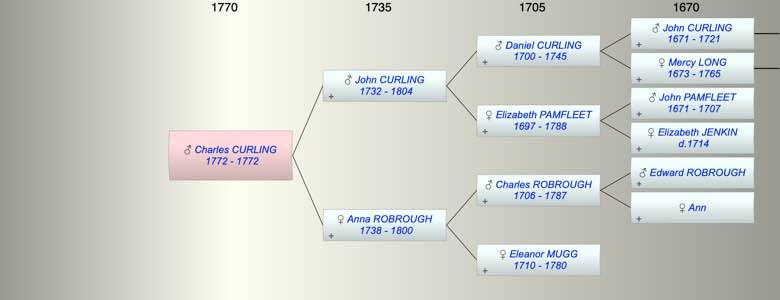 1770 1735 1705 1670
♂ John CURLING
1671 - 1721
♂ Daniel CURLING
1700 - 1745
♀ Mercy LONG
1673 - 1765
♂ John CURLING
1732 - 1804
♂ John PAMFLEET
1671 - 1707
♀ Elizabeth PAMFLEET
1697 - 1788
♀ Elizabeth JENKIN
d.1714
♂ Charles CURLING
1772 - 1772
♂ Edward ROBROUGH
♂ Charles ROBROUGH
1706 - 1787
♀ Ann
♀ Anna ROBROUGH
1738 - 1800
♀ Eleanor MUGG
1710 - 1780